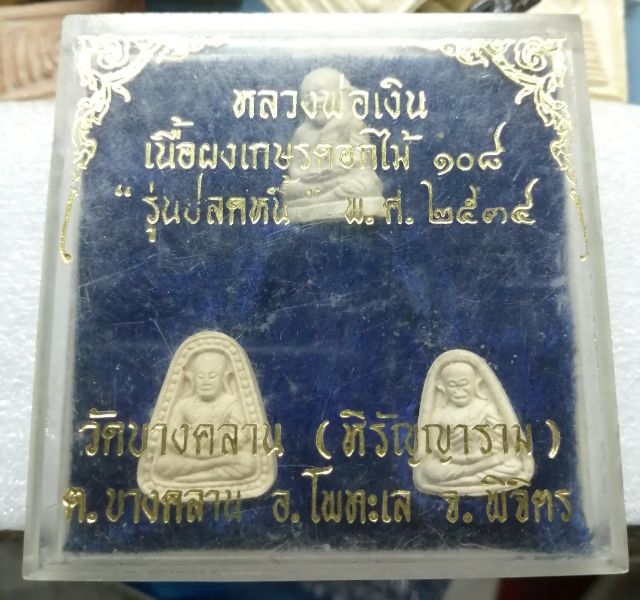 หลวงพ่อเงิน
เนื้อผงเกษรดอกไม้ ๑๐๘
"รุ่นปลดหนี้" พ.ศ. ๒๕๓๔
วัดบางคลาน (หิรัญญาราม)
ต.บางคลาน อ.โพทะเล จ.พิจิตร